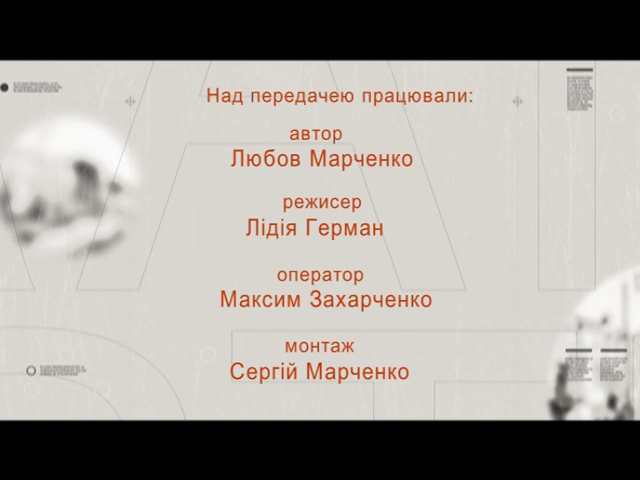 Над передачею працювали:
автор
Любов Марченко
режисер
Лідія Герман
оператор
Максим Захарченко
монтаж
Сергій Марченко